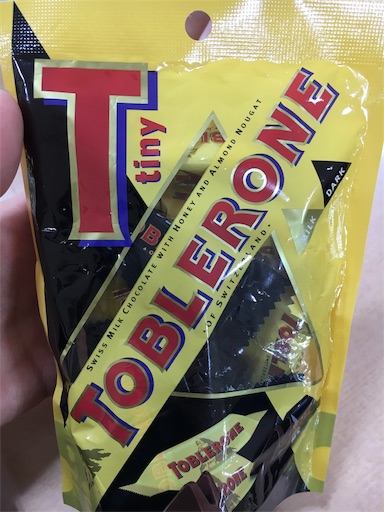 T
tiny
SWISS MILK CHOCOLATE WITH HONEY AND ALMOND NOUGAT
TOBLERONE
OF SWITZERLAND
MILK
DARK
TOBLERONE